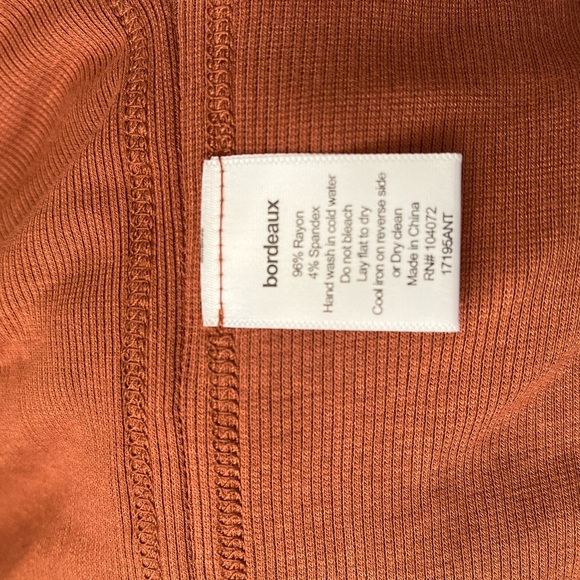 bordeaux
96% Rayon
4% Spandex
Hand wash in cold water
Do not bleach
Lay flat to dry
Cool iron on reverse side
or Dry clean
Made in China
RN# 104072
17195ANT